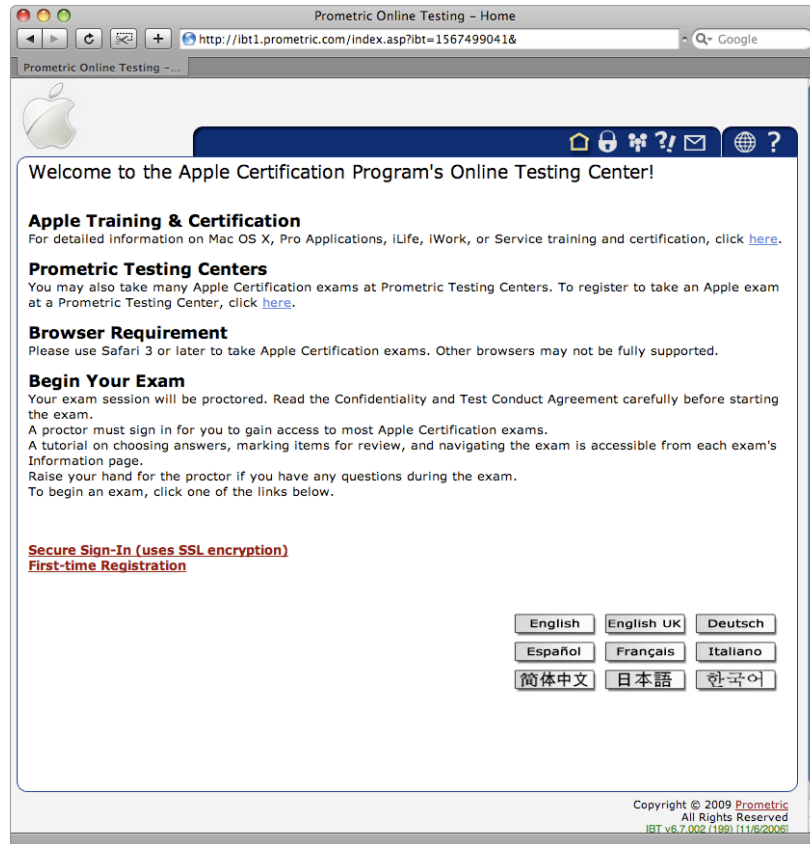 Prometric Online Testing – Home
http://ibt1.prometric.com/index.asp?ibt=1567499041&
Google
Prometric Online Testing –...
Welcome to the Apple Certification Program's Online Testing Center!
Apple Training & Certification
For detailed information on Mac OS X, Pro Applications, iLife, iWork, or Service training and certification, click here.
Prometric Testing Centers
You may also take many Apple Certification exams at Prometric Testing Centers. To register to take an Apple exam
at a Prometric Testing Center, click here.
Browser Requirement
Please use Safari 3 or later to take Apple Certification exams. Other browsers may not be fully supported.
Begin Your Exam
Your exam session will be proctored. Read the Confidentiality and Test Conduct Agreement carefully before starting
the exam.
A proctor must sign in for you to gain access to most Apple Certification exams.
A tutorial on choosing answers, marking items for review, and navigating the exam is accessible from each exam's
Information page.
Raise your hand for the proctor if you have any questions during the exam.
To begin an exam, click one of the links below.
Secure Sign-In (uses SSL encryption)
First-time Registration
English English UK Deutsch
Español Français Italiano
简体中文 日本語 한국어
Copyright © 2009 Prometric
All Rights Reserved
IBT v6.7.002 (199) [11/6/2006]